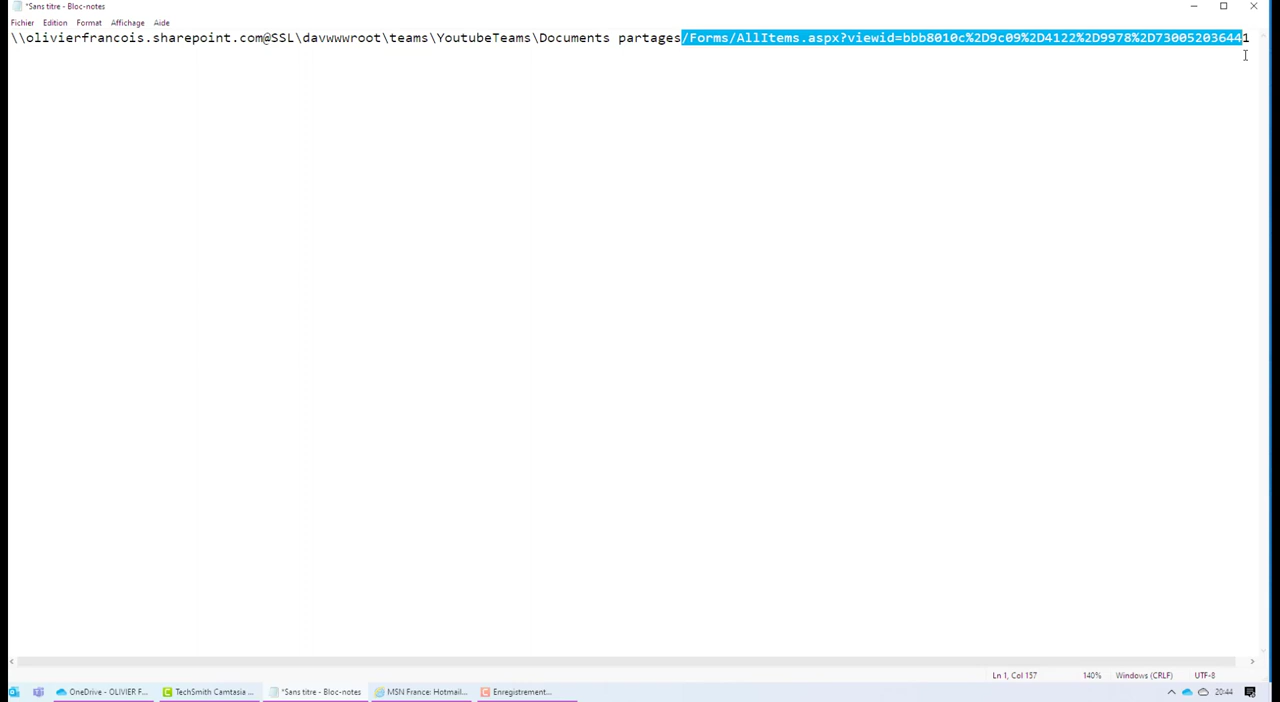 *Sans titre - Bloc-notes
Fichier Edition Format Affichage Aide
\\olivierfrancois.sharepoint.com@SSL\davwwwroot\teams\YoutubeTeams\Documents partages/Forms/AllItems.aspx?viewid=bbb8010c%2D9c09%2D4122%2D9978%2D730052036441
Ln 1, Col 157 140% Windows (CRLF) UTF-8
OneDrive - OLIVIER F... TechSmith Camtasia ... *Sans titre - Bloc-notes MSN France: Hotmail... Enregistrement... 20:44